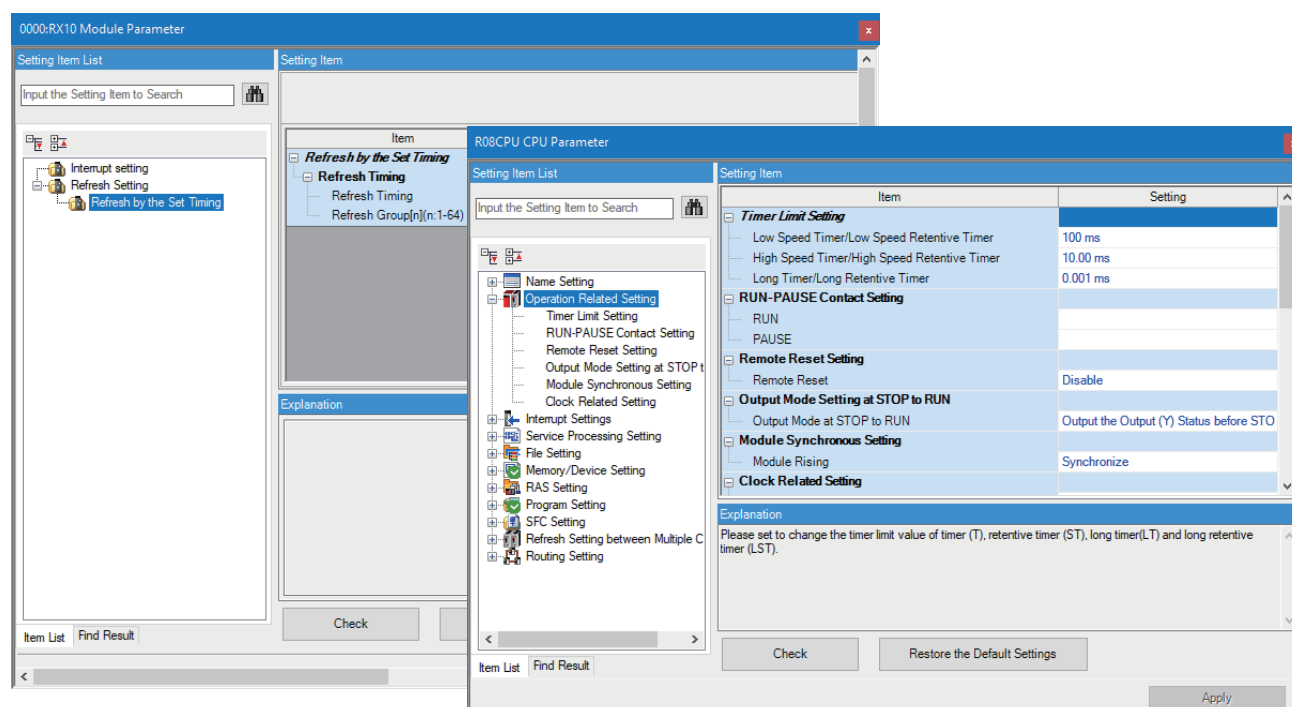 0000:RX10 Module Parameter
x
Setting Item List
Setting Item
Input the Setting Item to Search
Interrupt setting
Refresh Setting
Refresh by the Set Timing
Item
Refresh by the Set Timing
Refresh Timing
Refresh Timing
Refresh Group[n](n:1-64)
Explanation
Check
Item List
Find Result
R08CPU CPU Parameter
Setting Item List
Setting Item
Input the Setting Item to Search
Name Setting
Operation Related Setting
Timer Limit Setting
RUN-PAUSE Contact Setting
Remote Reset Setting
Output Mode Setting at STOP t
Module Synchronous Setting
Clock Related Setting
Interrupt Settings
Service Processing Setting
File Setting
Memory/Device Setting
RAS Setting
Program Setting
SFC Setting
Refresh Setting between Multiple C
Routing Setting
Item Setting
Timer Limit Setting
Low Speed Timer/Low Speed Retentive Timer 100 ms
High Speed Timer/High Speed Retentive Timer 10.00 ms
Long Timer/Long Retentive Timer 0.001 ms
RUN-PAUSE Contact Setting
RUN
PAUSE
Remote Reset Setting
Remote Reset Disable
Output Mode Setting at STOP to RUN
Output Mode at STOP to RUN Output the Output (Y) Status before STO
Module Synchronous Setting
Module Rising Synchronize
Clock Related Setting
Explanation
Please set to change the timer limit value of timer (T), retentive timer (ST), long timer(LT) and long retentive
timer (LST).
Check
Restore the Default Settings
Item List
Find Result
Apply